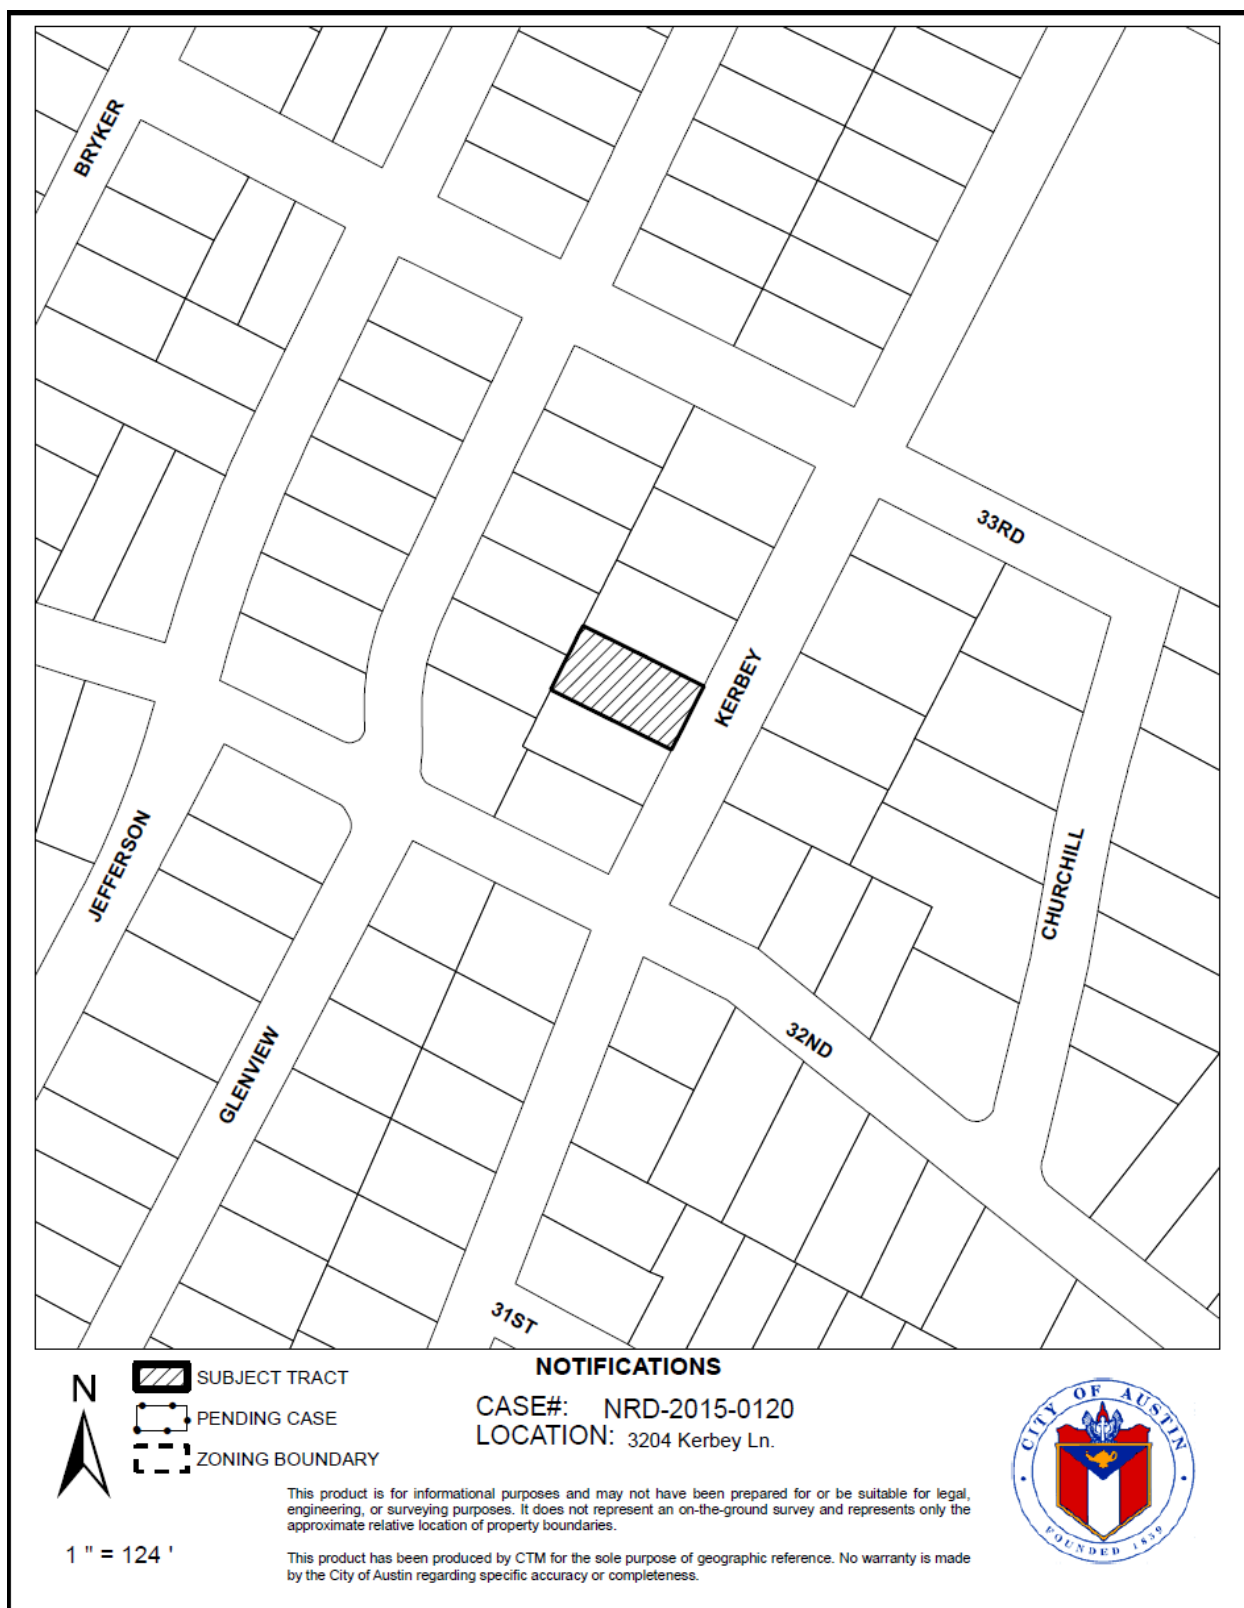 BRYKER
33RD
KERBEY
JEFFERSON
CHURCHILL
GLENVIEW
32ND
31ST
N
1 " = 124 '
SUBJECT TRACT
PENDING CASE
ZONING BOUNDARY
NOTIFICATIONS
CASE#: NRD-2015-0120
LOCATION: 3204 Kerbey Ln.
This product is for informational purposes and may not have been prepared for or be suitable for legal,
engineering, or surveying purposes. It does not represent an on-the-ground survey and represents only the
approximate relative location of property boundaries.
This product has been produced by CTM for the sole purpose of geographic reference. No warranty is made
by the City of Austin regarding specific accuracy or completeness.
CITY OF AUSTIN
FOUNDED 1839